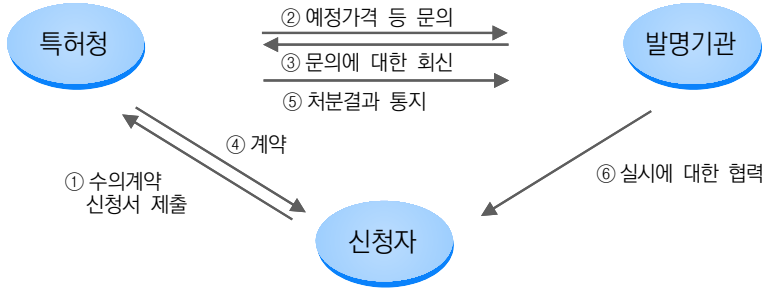 ② 예정가격 등 문의
특허청
발명기관
③ 문의에 대한 회신
⑤ 처분결과 통지
④ 계약
① 수의계약
신청서 제출
⑥ 실시에 대한 협력
신청자